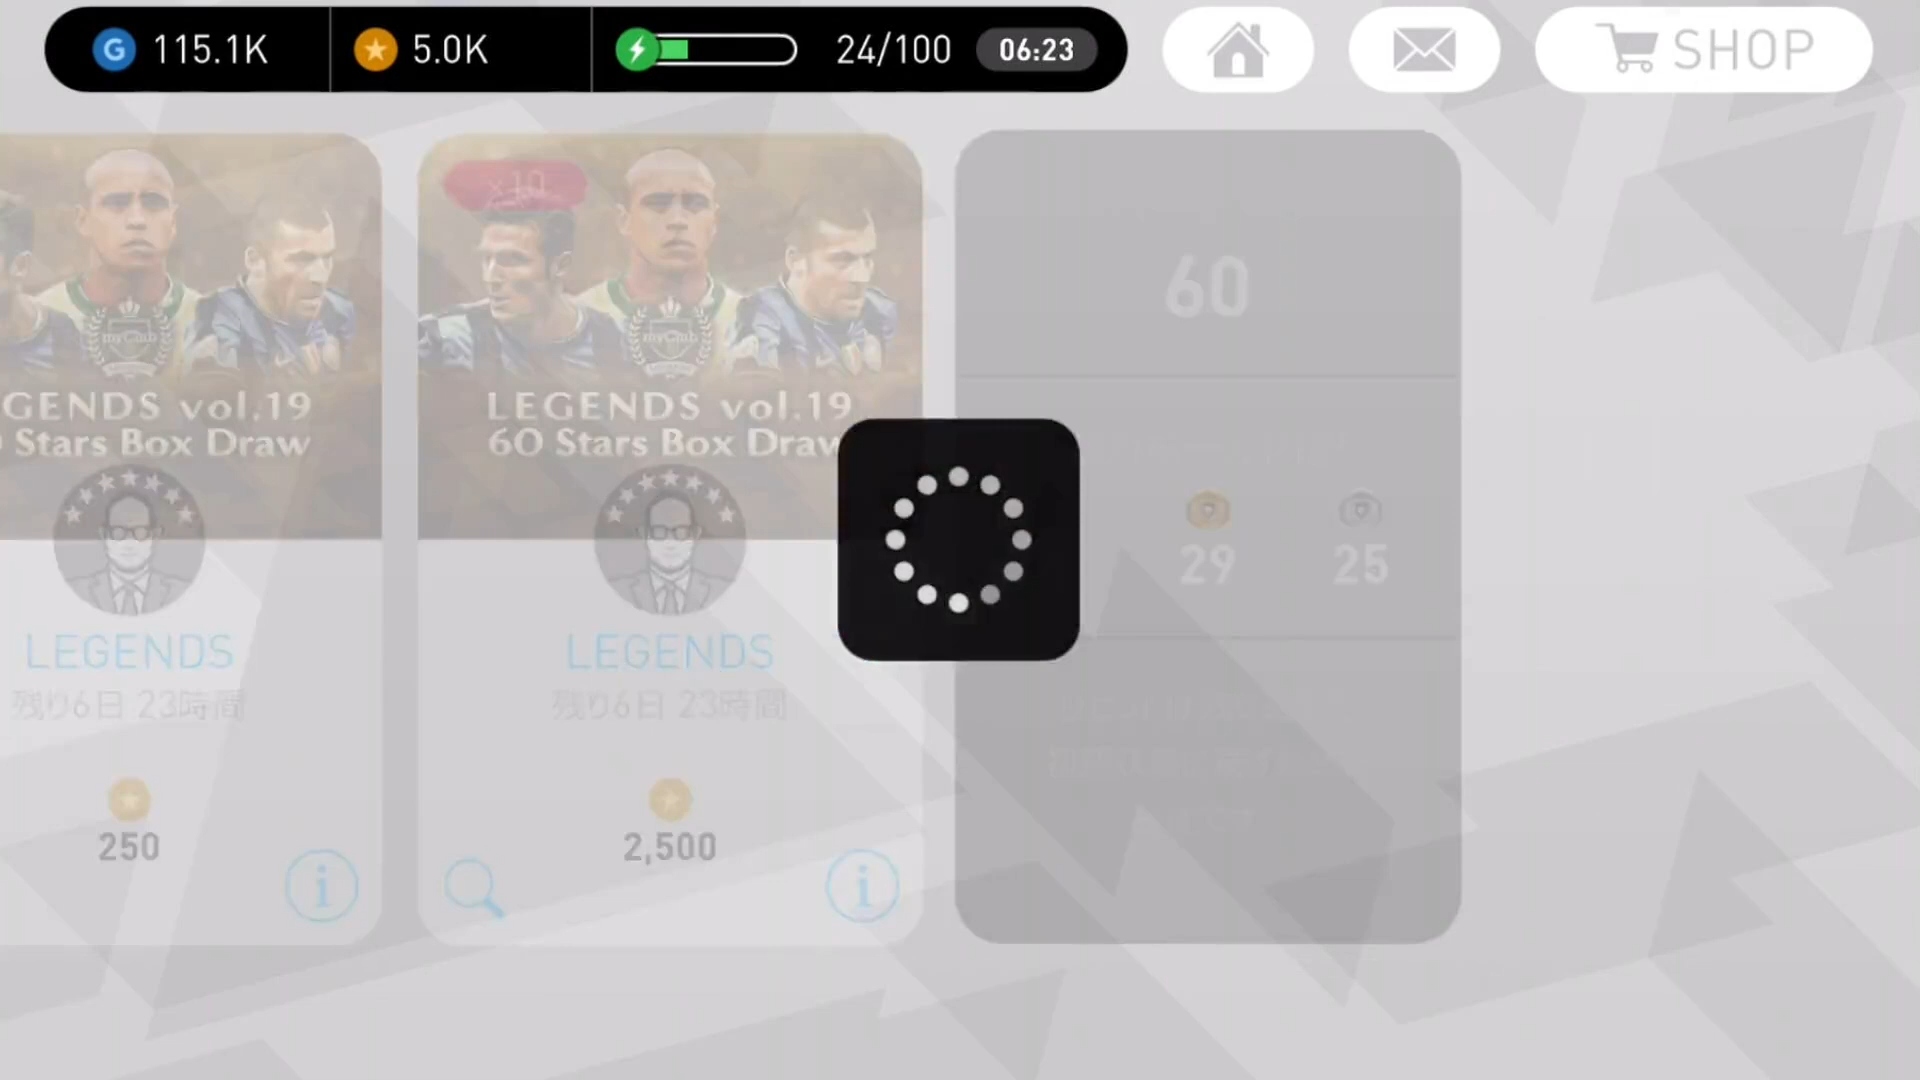 115.1K
5.0K
24/100
06:23
SHOP
GENDS vol.19
Stars Box Draw
LEGENDS
残り6日 23時間
250
×10
myClub
LEGENDS vol.19
60 Stars Box Draw
LEGENDS
残り6日 23時間
2,500
60
29
25